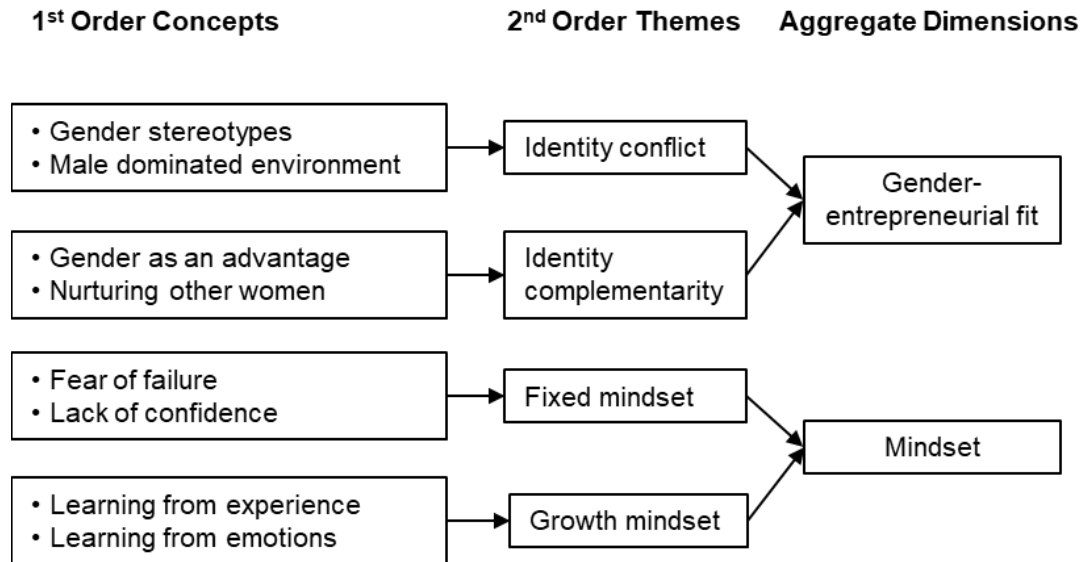 1st Order Concepts
2nd Order Themes
Aggregate Dimensions
• Gender stereotypes
• Male dominated environment
Identity conflict
Gender-
entrepreneurial fit
• Gender as an advantage
• Nurturing other women
Identity
complementarity
• Fear of failure
• Lack of confidence
Fixed mindset
Mindset
• Learning from experience
• Learning from emotions
Growth mindset